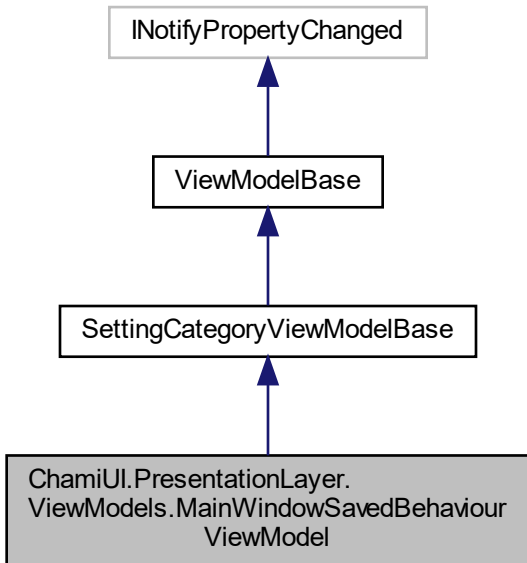 INotifyPropertyChanged
ViewModelBase
SettingCategoryViewModelBase
ChamiUI.PresentationLayer.
ViewModels.MainWindowSavedBehaviour
ViewModel